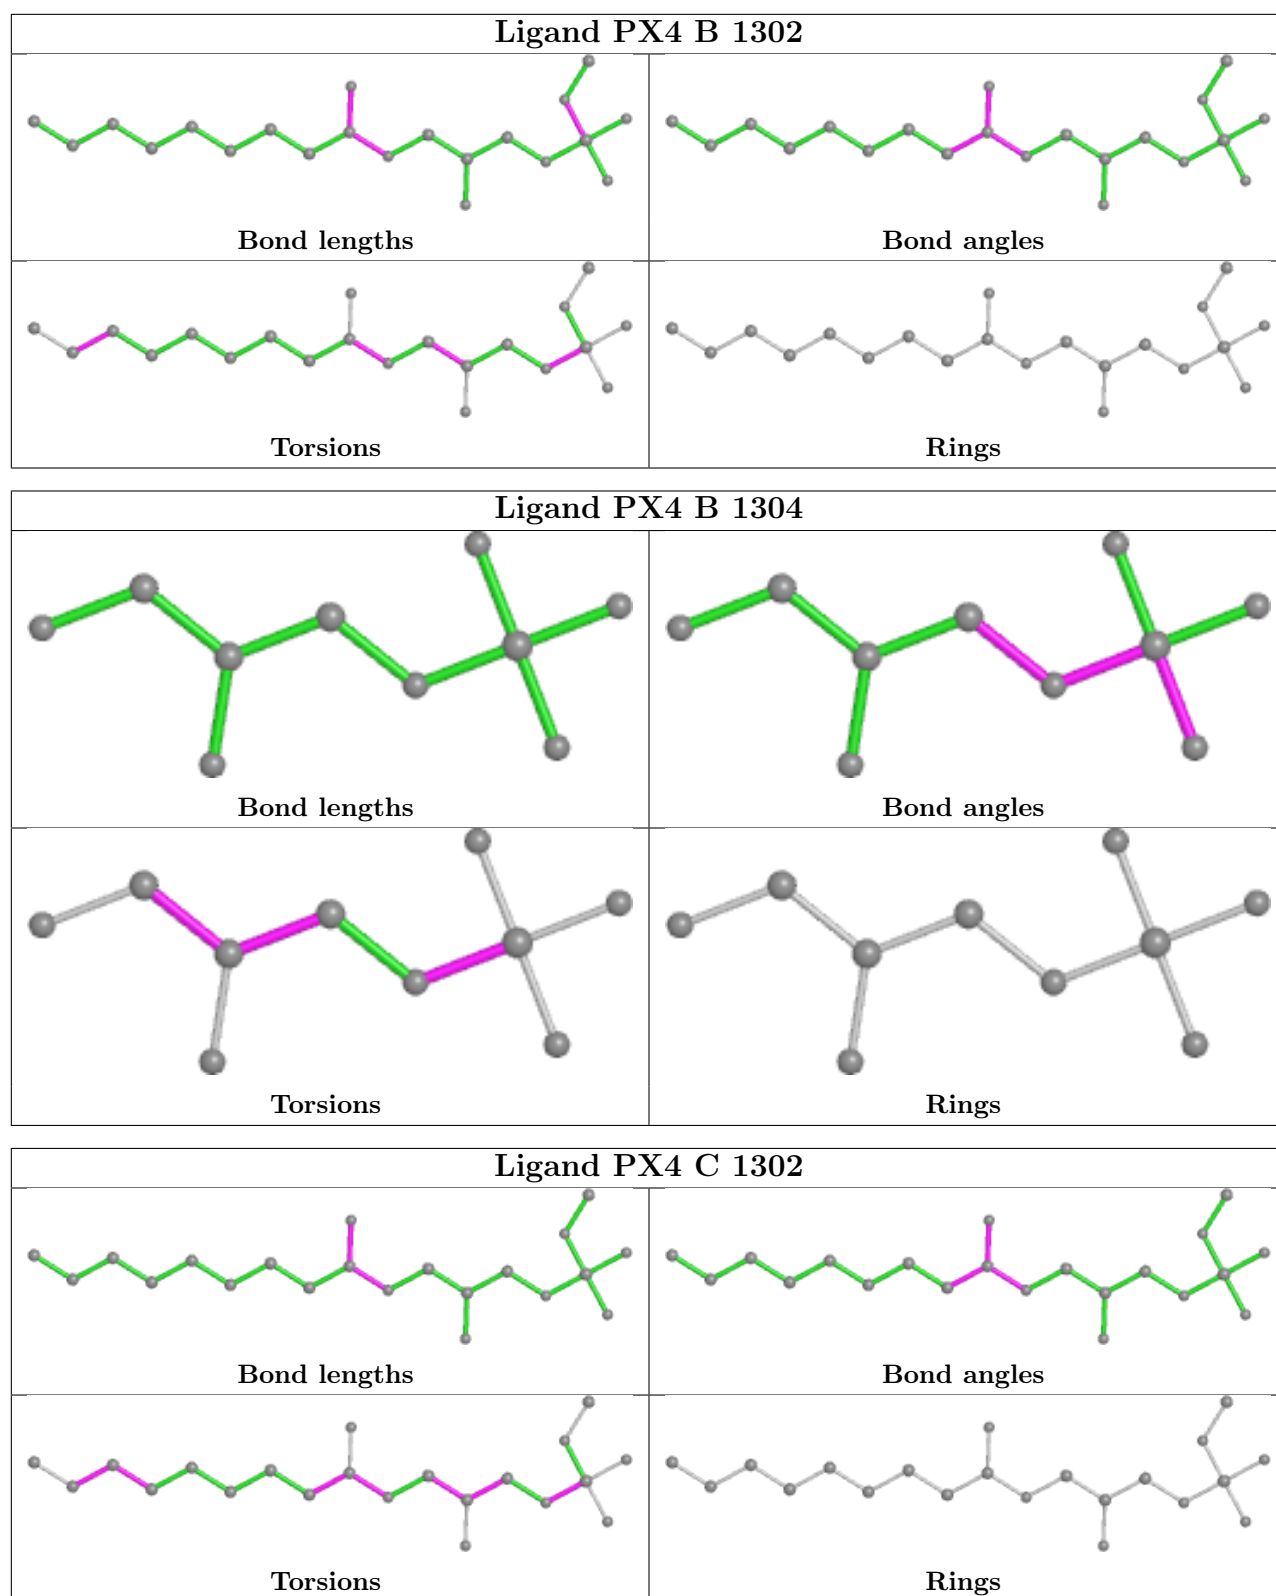 Ligand PX4 B 1302
Bond lengths
Bond angles
Torsions
Rings
Ligand PX4 B 1304
Bond lengths
Bond angles
Torsions
Rings
Ligand PX4 C 1302
Bond lengths
Bond angles
Torsions
Rings